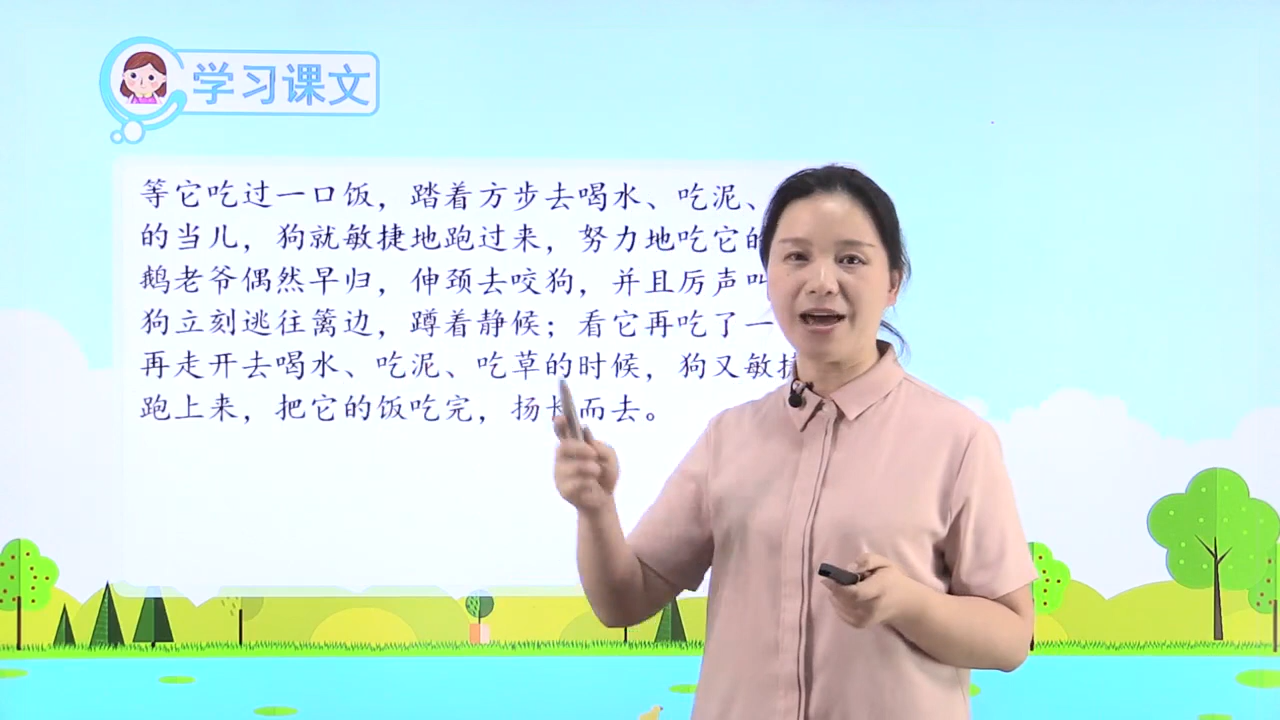 学习课文
等它吃过一口饭，踏着方步去喝水、吃泥、
的当儿，狗就敏捷地跑过来，努力地吃它的
鹅老爷偶然早归，伸颈去咬狗，并且厉声叫
狗立刻逃往篱边，蹲着静候；看它再吃了一
再走开去喝水、吃泥、吃草的时候，狗又敏捷
跑上来，把它的饭吃完，扬长而去。